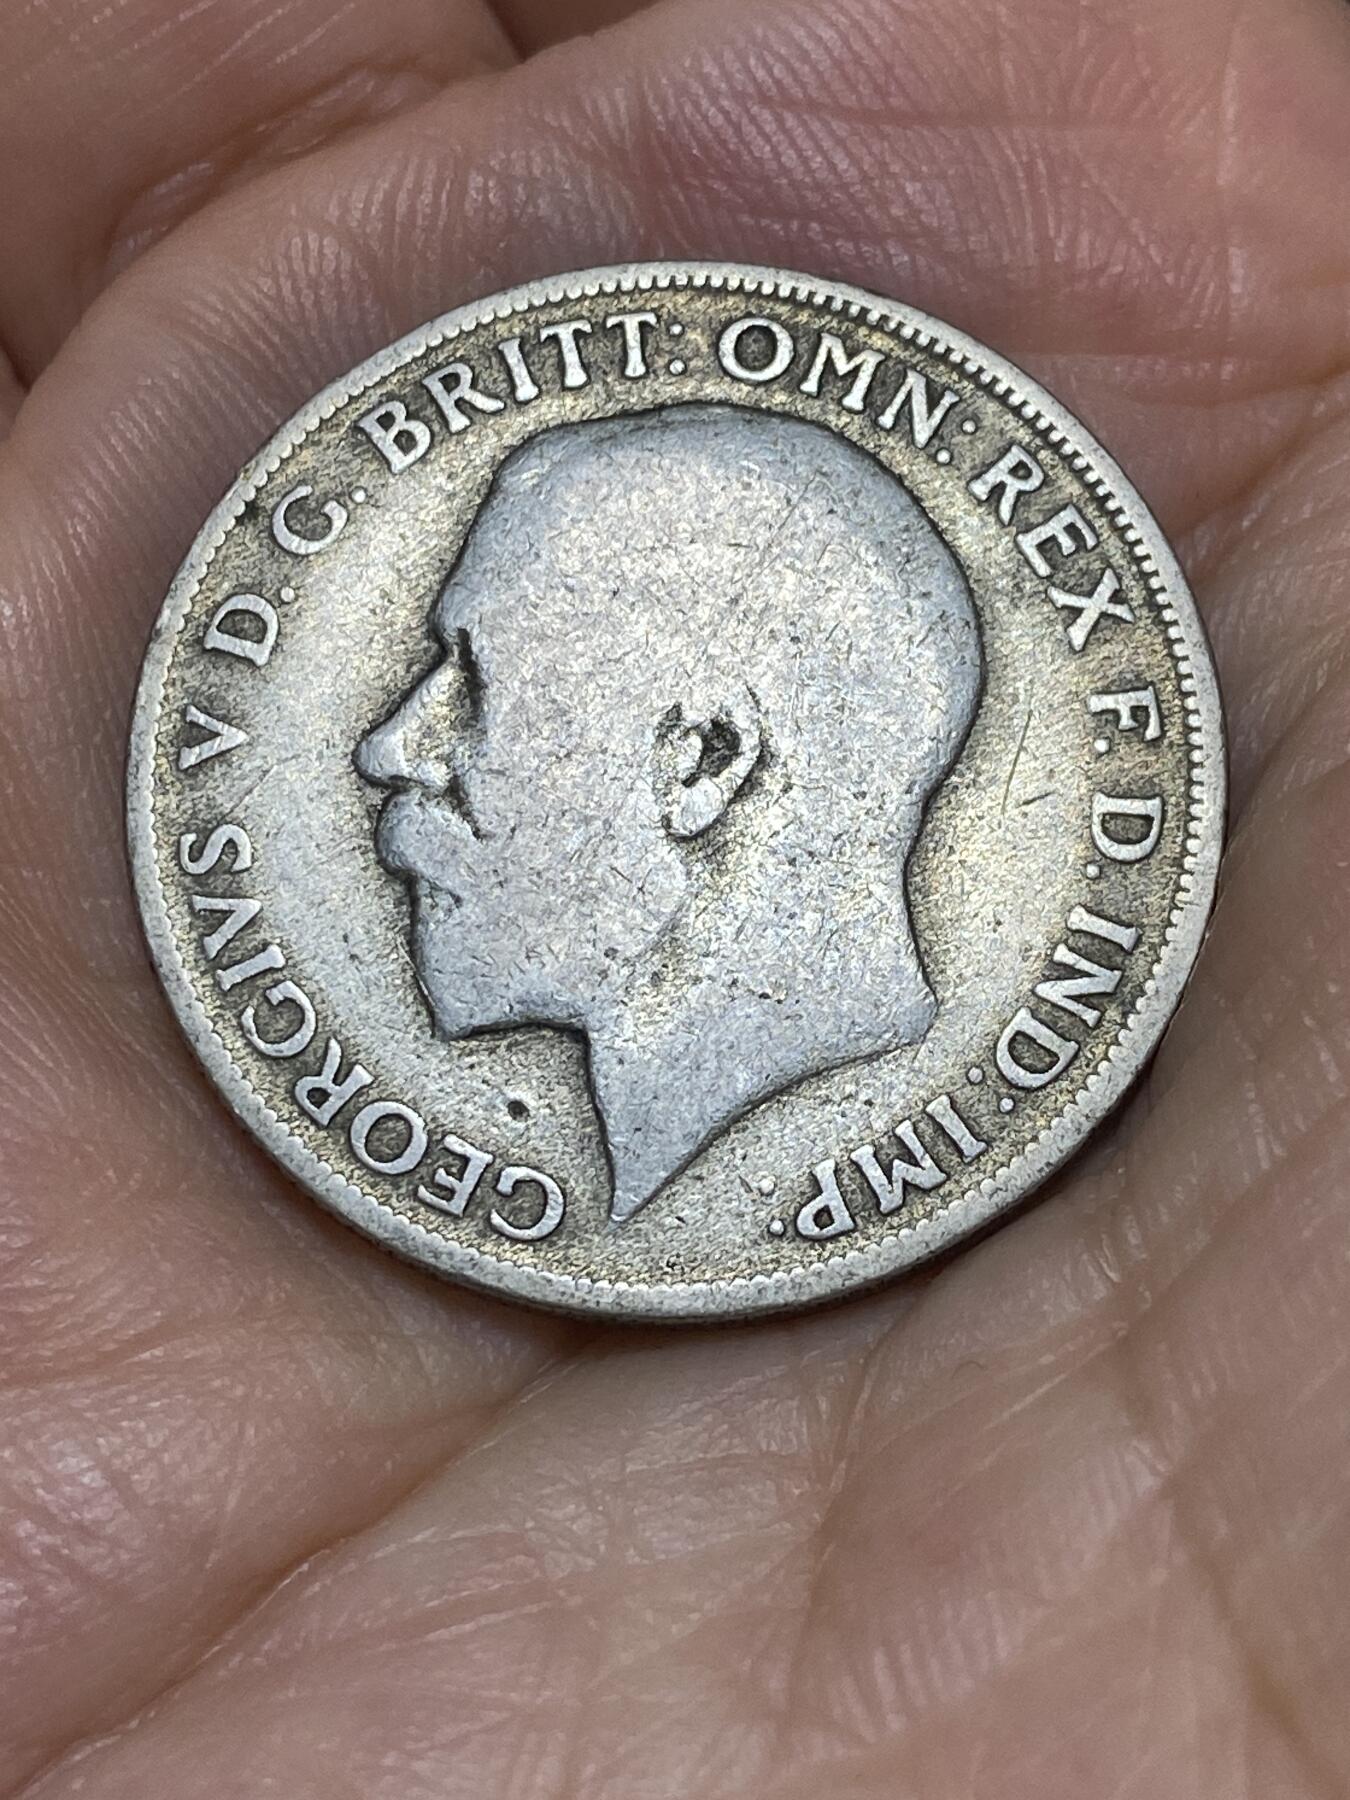 GEORGIVS V D.G. BRITT: OMN: REX F.D. IND: IMP: